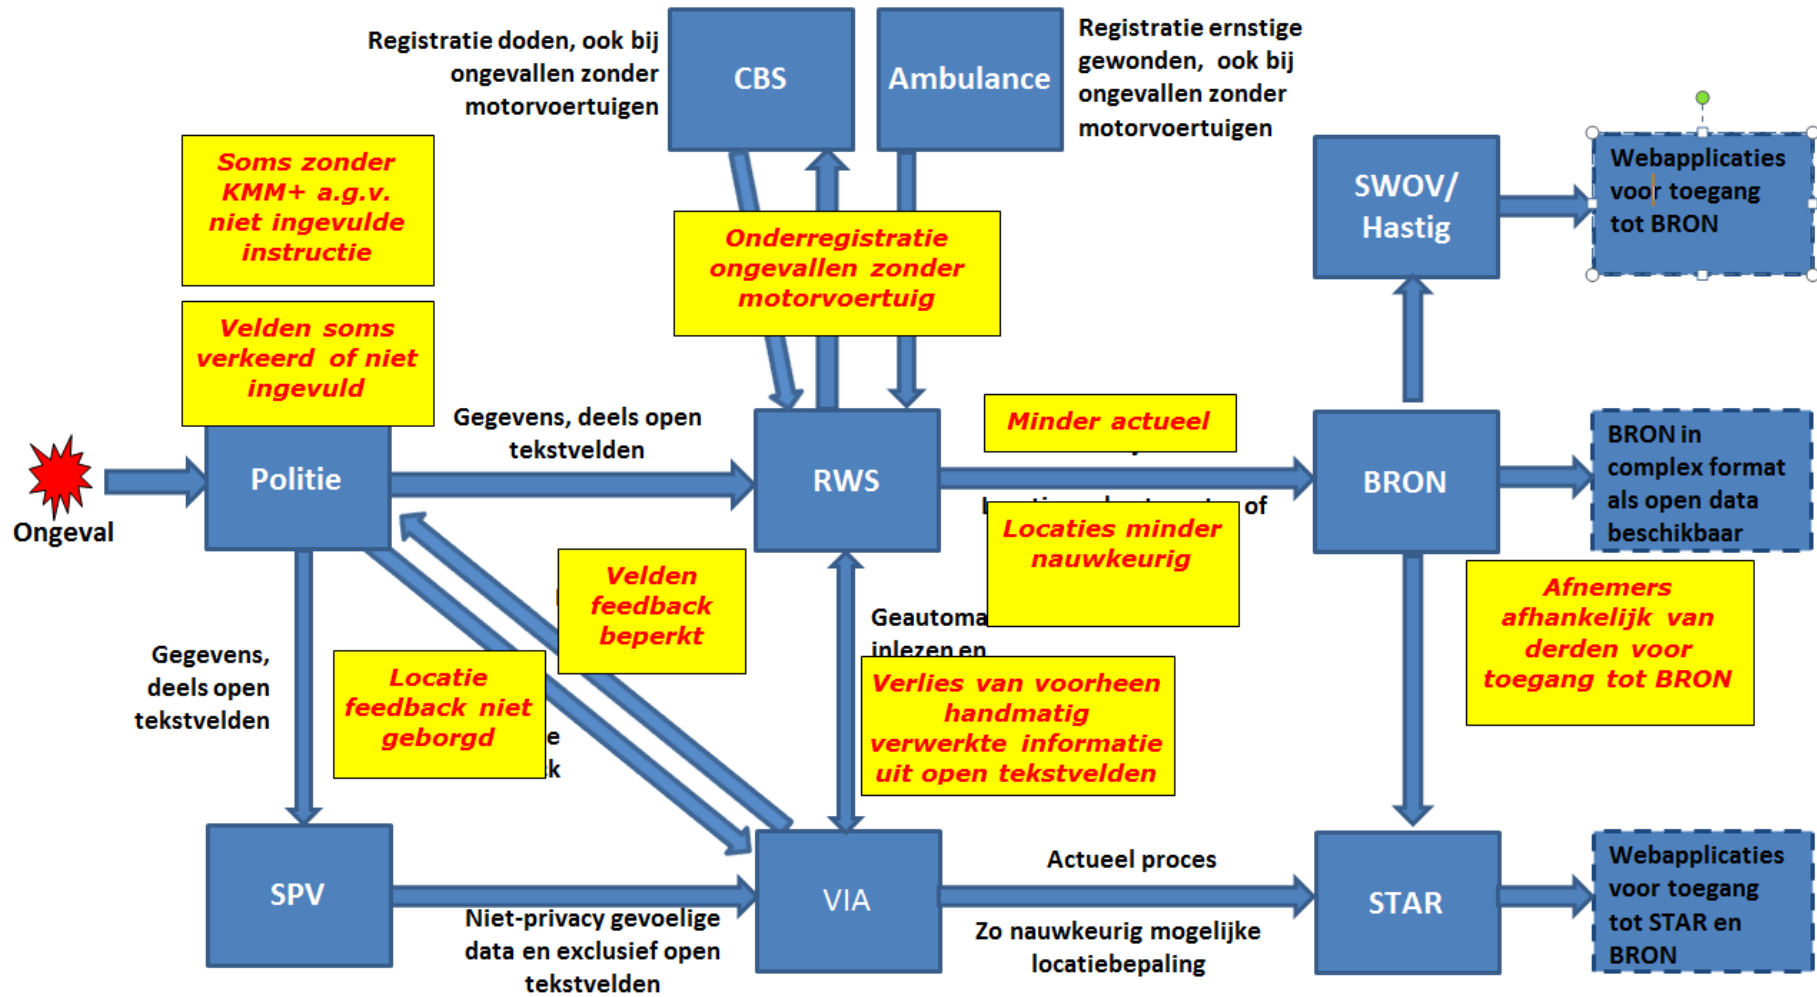 Registratie doden, ook bij
ongevallen zonder
motorvoertuigen
CBS
Ambulance
Registratie ernstige
gewonden, ook bij
ongevallen zonder
motorvoertuigen
Soms zonder
KMM+ a.g.v.
niet ingevulde
instructie
Velden soms
verkeerd of niet
ingevuld
Onderregistratie
ongevallen zonder
motorvoertuig
SWOV/
Hastig
Webapplicaties
voor toegang
tot BRON
Ongeval
Politie
Gegevens, deels open
tekstvelden
RWS
Minder actueel
of
Locaties minder
nauwkeurig
BRON
BRON in
complex format
als open data
beschikbaar
Afnemers
afhankelijk van
derden voor
toegang tot BRON
Velden
feedback
beperkt
Geautoma
inlezen en
Verlies van voorheen
handmatig
verwerkte informatie
uit open tekstvelden
Gegevens,
deels open
tekstvelden
Locatie
feedback niet
geborgd
SPV
Niet-privacy gevoelige
data en exclusief open
tekstvelden
VIA
Actueel proces
Zo nauwkeurig mogelijke
locatiebepaling
STAR
Webapplicaties
voor toegang
tot STAR en
BRON